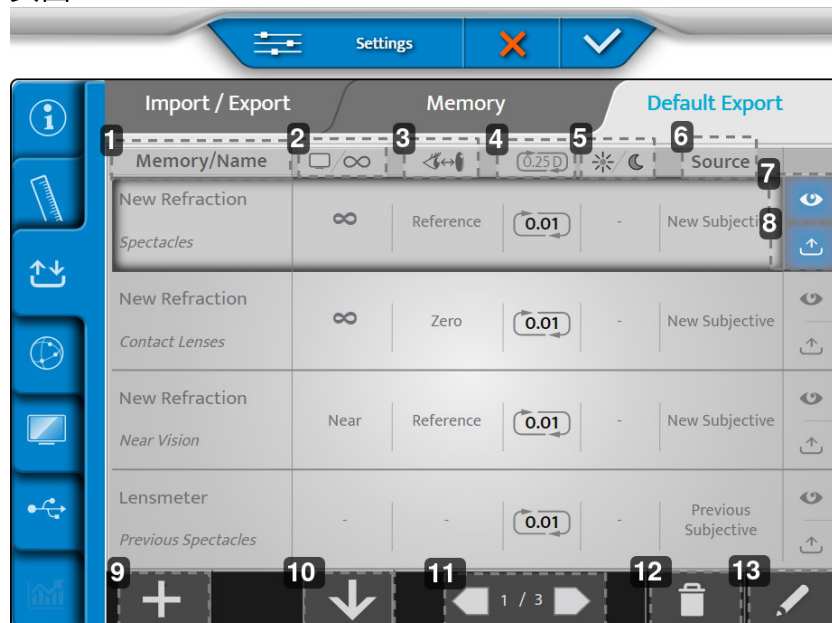 Settings
Import / Export
Memory
Default Export
1
2
3
4
5
6
Memory/Name
0.25 D
Source
7
New Refraction
Spectacles
∞
Reference
0.01
-
New Subjective
8
New Refraction
Contact Lenses
∞
Zero
0.01
-
New Subjective
New Refraction
Near Vision
Near
Reference
0.01
-
New Subjective
Lensmeter
Previous Spectacles
-
-
0.01
-
Previous
Subjective
9
10
11
12
13
1 / 3